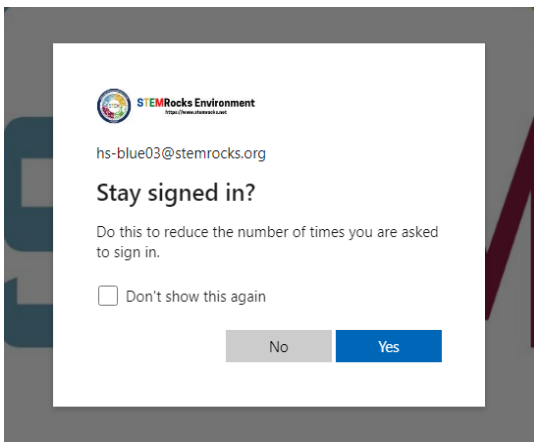 STEM
STEMRocks Environment
https://www.stemrocks.net
hs-blue03@stemrocks.org
Stay signed in?
Do this to reduce the number of times you are asked
to sign in.
Don't show this again
No
Yes